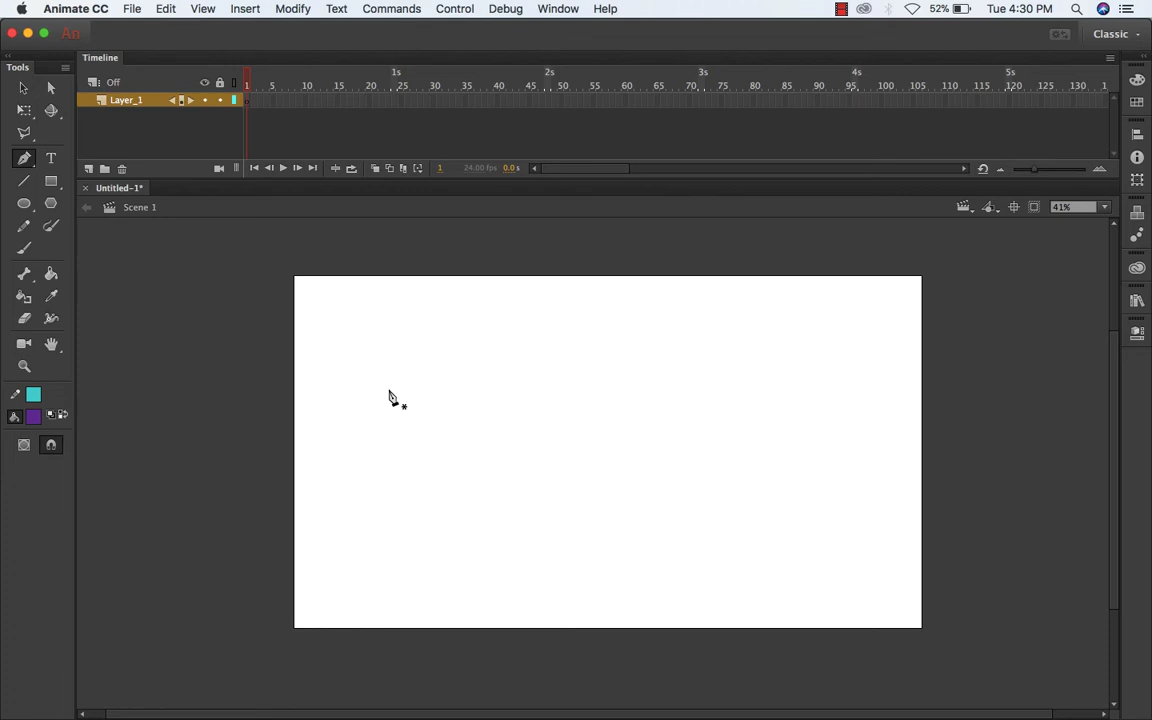 Animate CC File Edit View Insert Modify Text Commands Control Debug Window Help 52% Tue 4:30 PM
An Classic
Tools Timeline
1s 2s 3s 4s 5s
Off 1 5 10 15 20 25 30 35 40 45 50 55 60 65 70 75 80 85 90 95 100 105 110 115 120 125 130 1
Layer_1
T
1 24.00 fps 0.0 s
Untitled-1*
Scene 1 41%